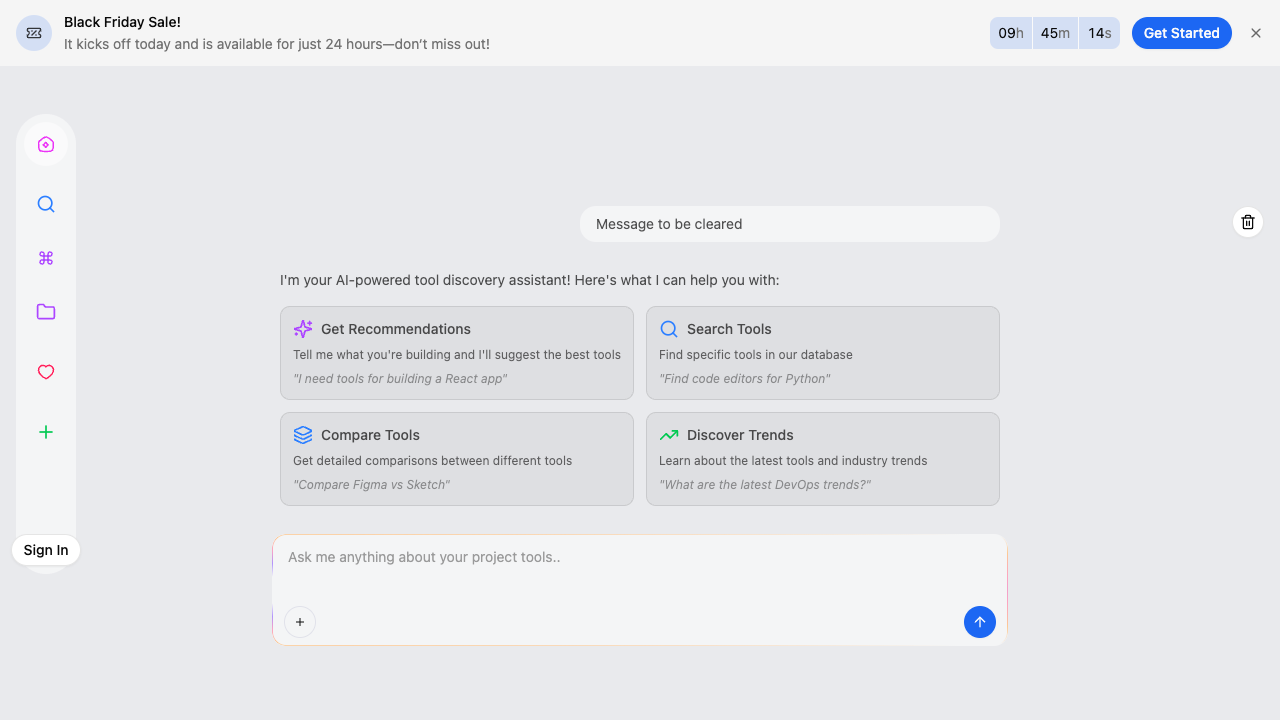 Black Friday Sale!
It kicks off today and is available for just 24 hours—don't miss out!
09h 45m 14s
Get Started
Message to be cleared
I'm your AI-powered tool discovery assistant! Here's what I can help you with:
Get Recommendations
Tell me what you're building and I'll suggest the best tools
"I need tools for building a React app"
Search Tools
Find specific tools in our database
"Find code editors for Python"
Compare Tools
Get detailed comparisons between different tools
"Compare Figma vs Sketch"
Discover Trends
Learn about the latest tools and industry trends
"What are the latest DevOps trends?"
Sign In
Ask me anything about your project tools..